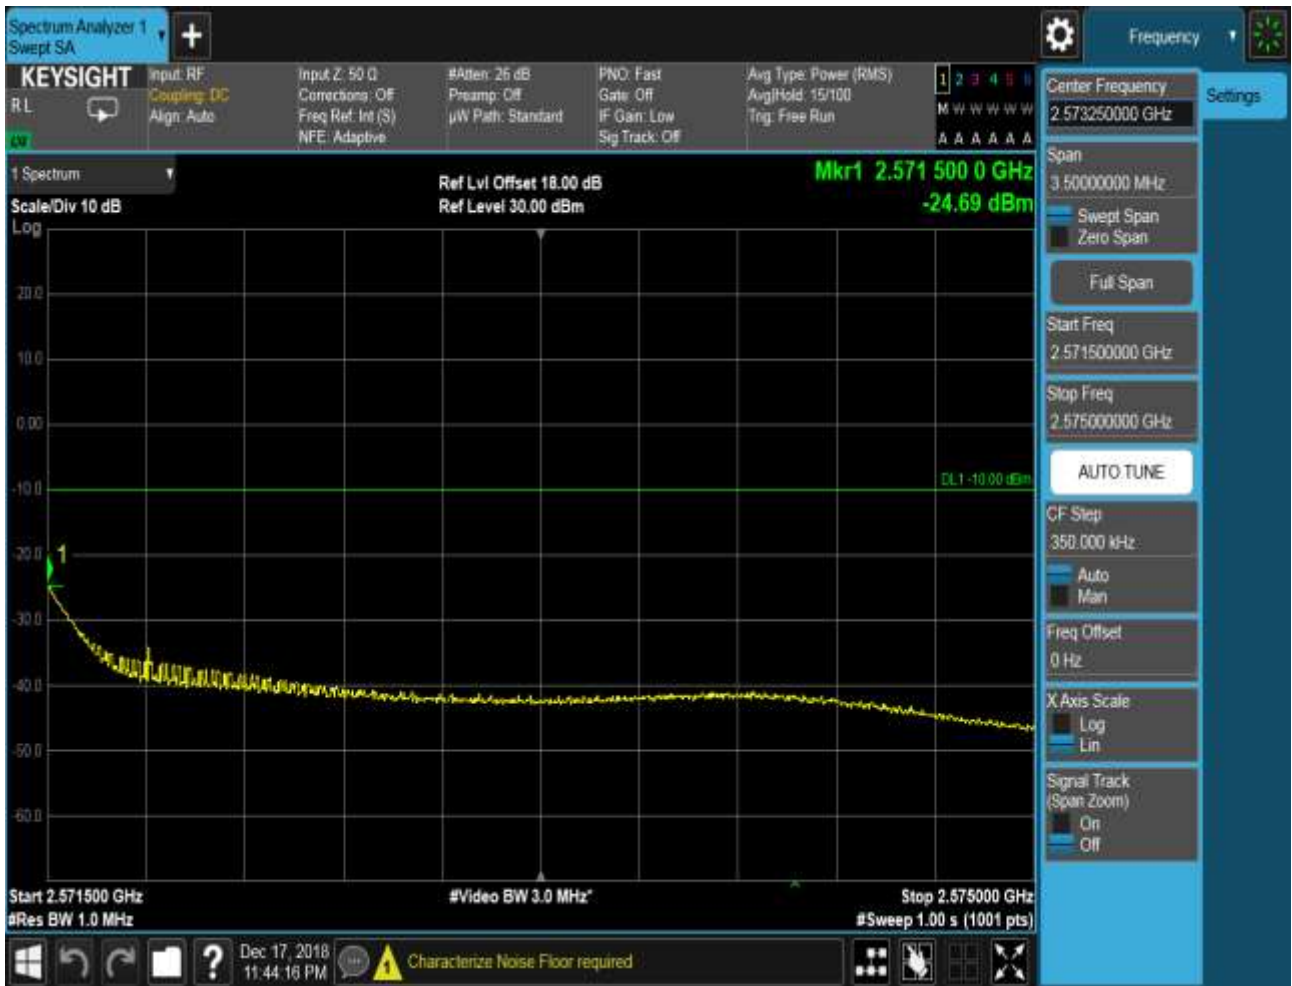 Spectrum Analyzer 1
Swept SA
Frequency
KEYSIGHT
R L
Input: RF
Coupling: DC
Align: Auto
Input Z: 50 Ω
Corrections: Off
Freq Ref: Int (S)
NFE: Adaptive
#Atten: 26 dB
Preamp: Off
µW Path: Standard
PNO: Fast
Gate: Off
IF Gain: Low
Sig Track: Off
Avg Type: Power (RMS)
Avg|Hold: 15/100
Trig: Free Run
1 2 3 4 5 6
M W W W W W
A A A A A A
1 Spectrum
Scale/Div 10 dB
Ref Lvl Offset 18.00 dB
Ref Level 30.00 dBm
Mkr1 2.571 500 0 GHz
-24.69 dBm
Log
20.0
10.0
0.00
-10.0
DL1 -10.00 dBm
-20.0
1
-30.0
-40.0
-50.0
-60.0
Start 2.571500 GHz
#Res BW 1.0 MHz
#Video BW 3.0 MHz*
Stop 2.575000 GHz
#Sweep 1.00 s (1001 pts)
Center Frequency
2.573250000 GHz
Settings
Span
3.50000000 MHz
Swept Span
Zero Span
Full Span
Start Freq
2.571500000 GHz
Stop Freq
2.575000000 GHz
AUTO TUNE
CF Step
350.000 kHz
Auto
Man
Freq Offset
0 Hz
X Axis Scale
Log
Lin
Signal Track
(Span Zoom)
On
Off
?
Dec 17, 2018
11:44:16 PM
1
Characterize Noise Floor required